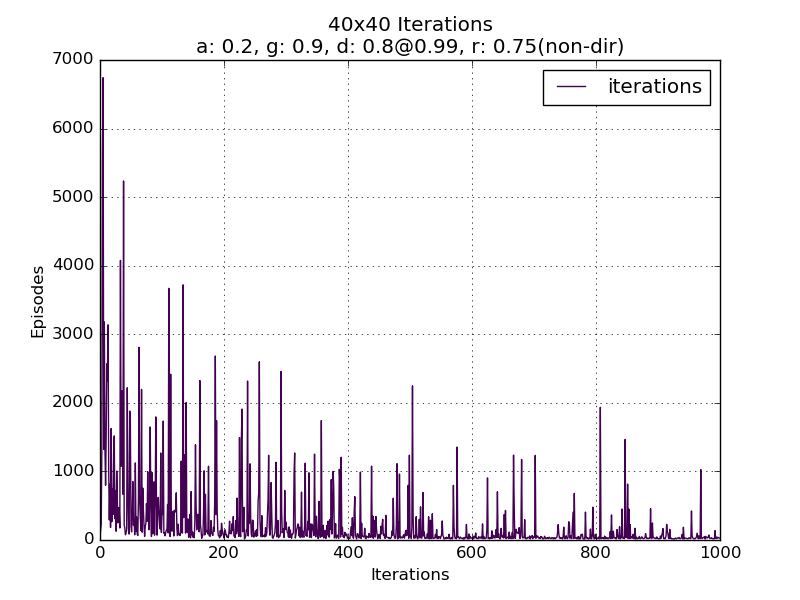 40x40 Iterations
a: 0.2, g: 0.9, d: 0.8@0.99, r: 0.75(non-dir)
7000
iterations
6000
5000
4000
Episodes
3000
2000
1000
0
0 200 400 600 800 1000
Iterations